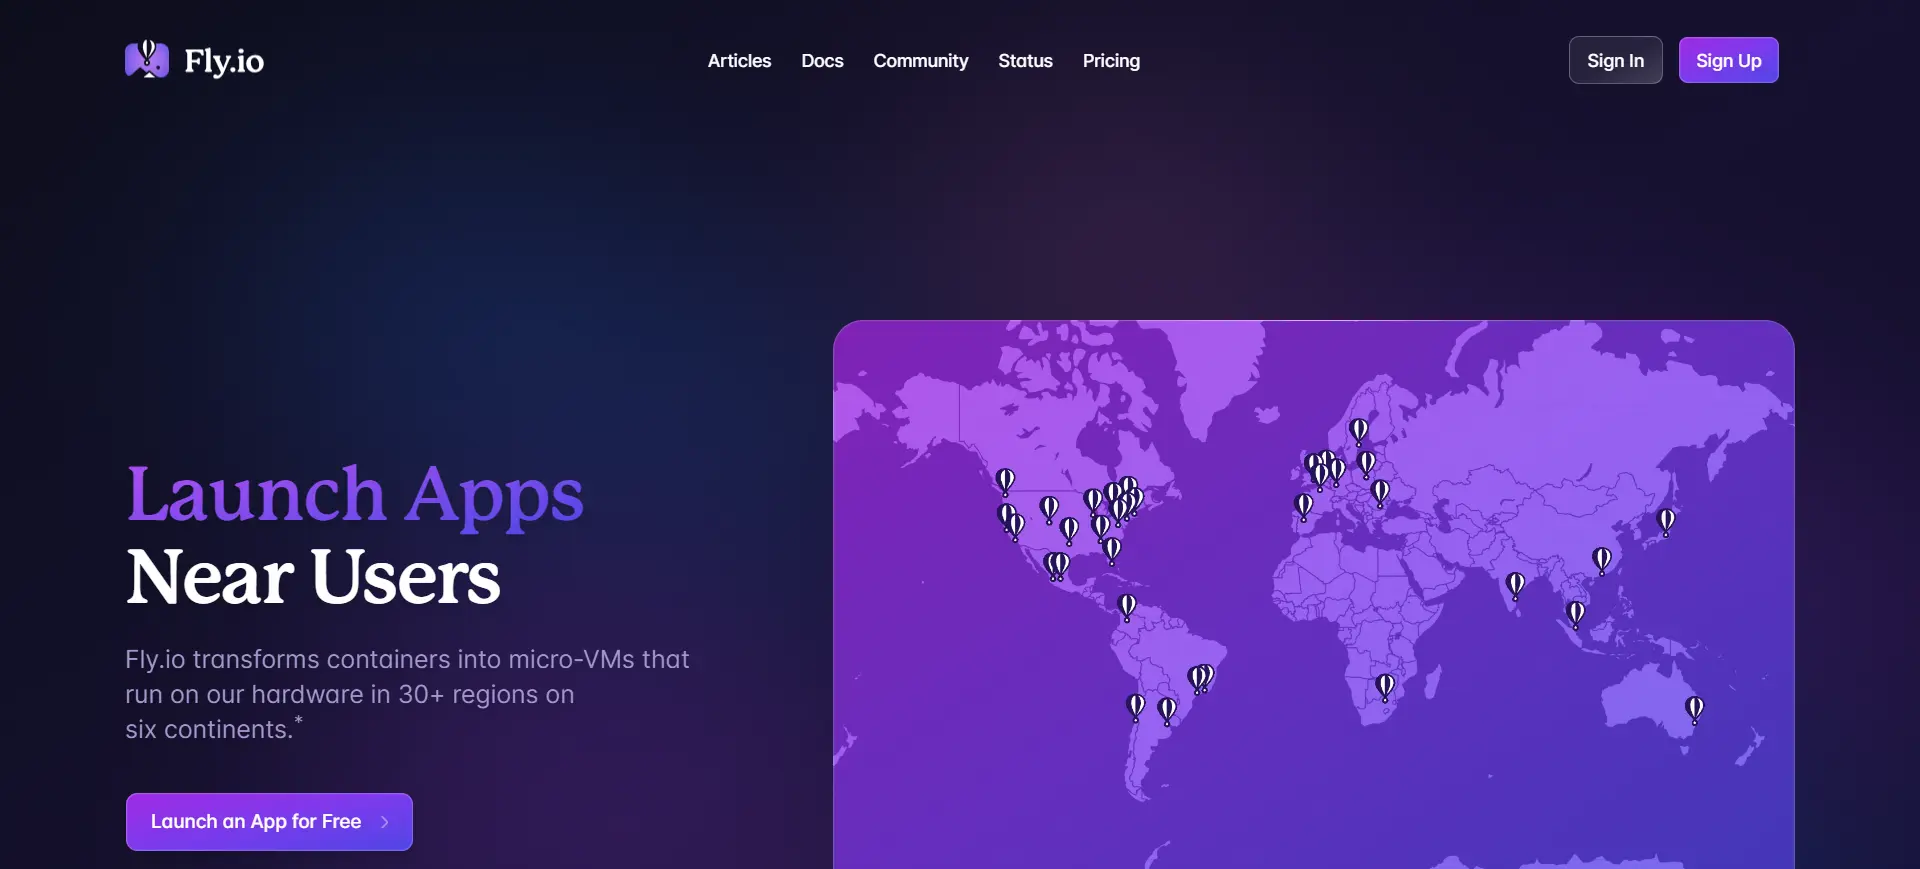 Fly.io
Articles
Docs
Community
Status
Pricing
Sign In
Sign Up
Launch Apps
Near Users
Fly.io transforms containers into micro-VMs that
run on our hardware in 30+ regions on
six continents.*
Launch an App for Free